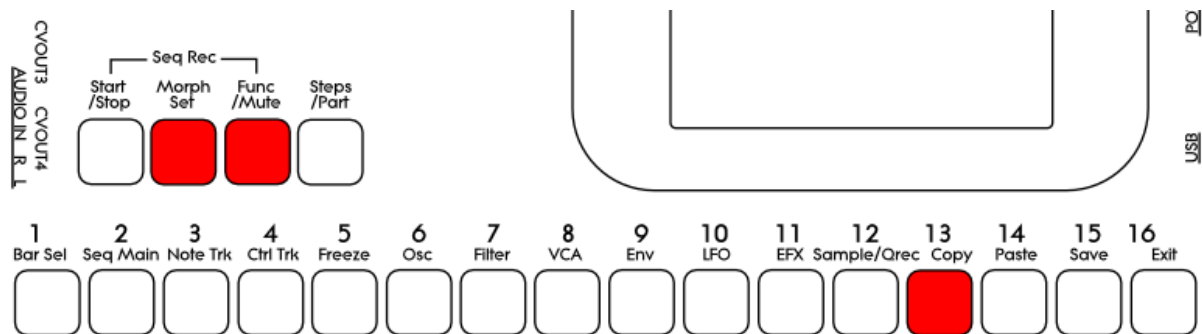 CVOUT3 CVOUT4
AUDIO IN R L
Seq Rec
Start
/Stop
Morph
Set
Func
/Mute
Steps
/Part
USB
1 2 3 4 5 6 7 8 9 10 11 12 13 14 15 16
Bar Sel Seq Main Note Trk Ctrl Trk Freeze Osc Filter VCA Env LFO EFX Sample/Qrec Copy Paste Save Exit